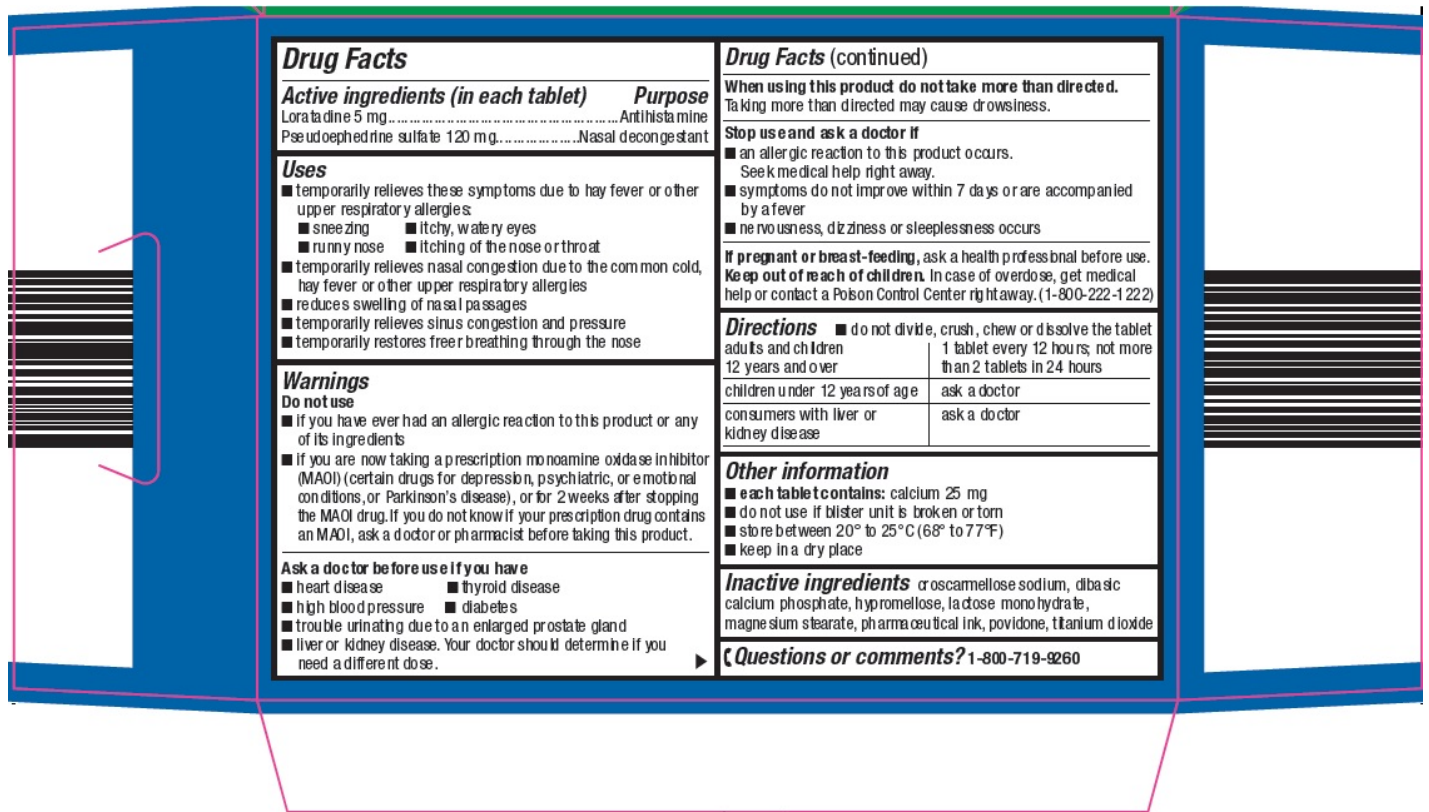 Drug Facts
Active ingredients (in each tablet) Purpose
Loratadine 5 mg.......................................................Antihistamine
Pseudoephedrine sulfate 120 mg....................Nasal decongestant
Uses
■ temporarily relieves these symptoms due to hay fever or other
upper respiratory allergies:
■ sneezing ■ itchy, watery eyes
■ runny nose ■ itching of the nose or throat
■ temporarily relieves nasal congestion due to the common cold,
hay fever or other upper respiratory allergies
■ reduces swelling of nasal passages
■ temporarily relieves sinus congestion and pressure
■ temporarily restores freer breathing through the nose
Warnings
Do not use
■ if you have ever had an allergic reaction to this product or any
of its ingredients
■ if you are now taking a prescription monoamine oxidase inhibitor
(MAOI) (certain drugs for depression, psychiatric, or emotional
conditions, or Parkinson's disease), or for 2 weeks after stopping
the MAOI drug. If you do not know if your prescription drug contains
an MAOI, ask a doctor or pharmacist before taking this product.
Ask a doctor before use if you have
■ heart disease ■ thyroid disease
■ high blood pressure ■ diabetes
■ trouble urinating due to an enlarged prostate gland
■ liver or kidney disease. Your doctor should determine if you
need a different dose.
Drug Facts (continued)
When using this product do not take more than directed.
Taking more than directed may cause drowsiness.
Stop use and ask a doctor if
■ an allergic reaction to this product occurs.
Seek medical help right away.
■ symptoms do not improve within 7 days or are accompanied
by a fever
■ nervousness, dizziness or sleeplessness occurs
If pregnant or breast-feeding, ask a health professional before use.
Keep out of reach of children. In case of overdose, get medical
help or contact a Poison Control Center right away. (1-800-222-1222)
Directions ■ do not divide, crush, chew or dissolve the tablet
adults and children 1 tablet every 12 hours; not more
12 years and over than 2 tablets in 24 hours
children under 12 years of age ask a doctor
consumers with liver or ask a doctor
kidney disease
Other information
■ each tablet contains: calcium 25 mg
■ do not use if blister unit is broken or torn
■ store between 20° to 25°C (68° to 77°F)
■ keep in a dry place
Inactive ingredients croscarmellose sodium, dibasic
calcium phosphate, hypromellose, lactose monohydrate,
magnesium stearate, pharmaceutical ink, povidone, titanium dioxide
Questions or comments? 1-800-719-9260